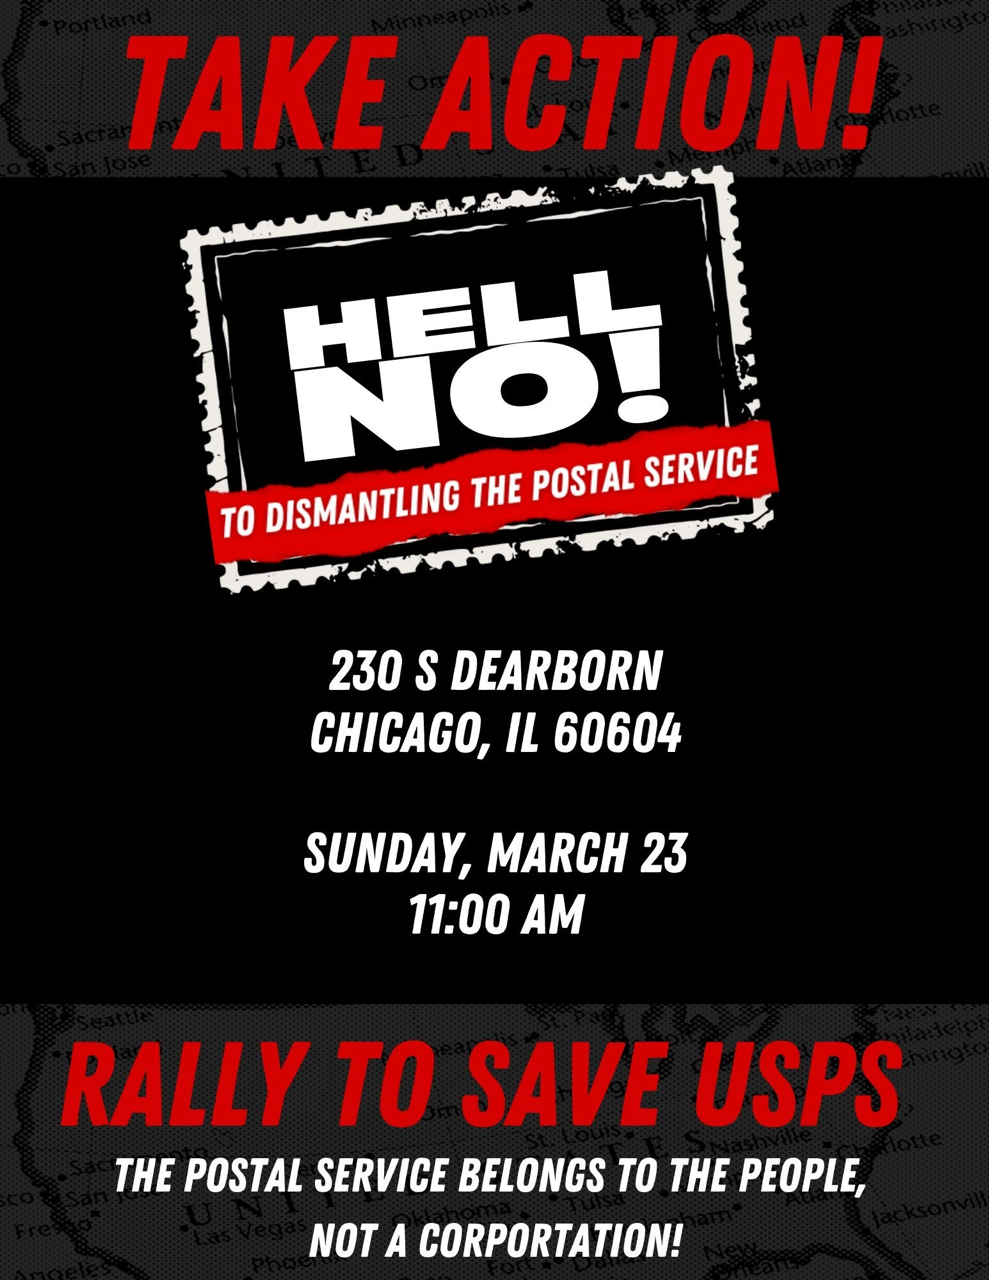 TAKE ACTION!
HELL
NO!
TO DISMANTLING THE POSTAL SERVICE
230 S DEARBORN
CHICAGO, IL 60604
SUNDAY, MARCH 23
11:00 AM
RALLY TO SAVE USPS
THE POSTAL SERVICE BELONGS TO THE PEOPLE,
NOT A CORPORTATION!